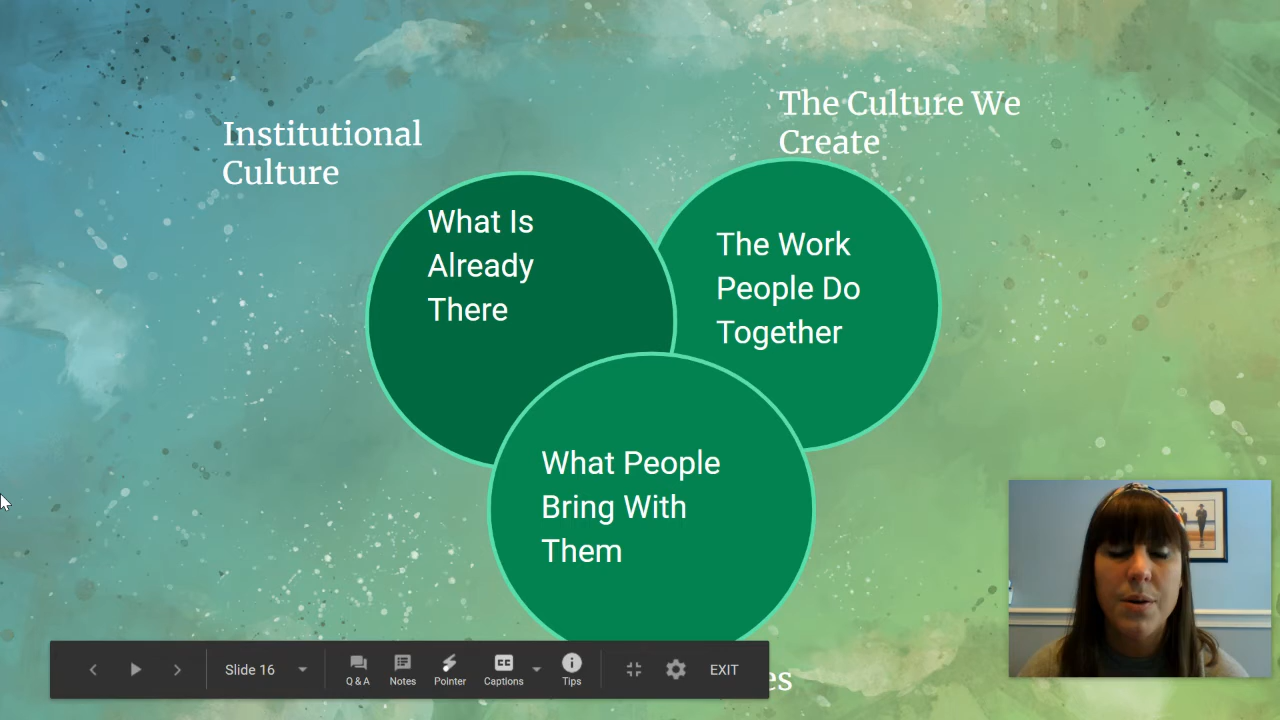 The Culture We
Create
Institutional
Culture
What Is
Already
There
The Work
People Do
Together
What People
Bring With
Them
Slide 16
Q & A
Notes
Pointer
CC
Captions
Tips
EXIT